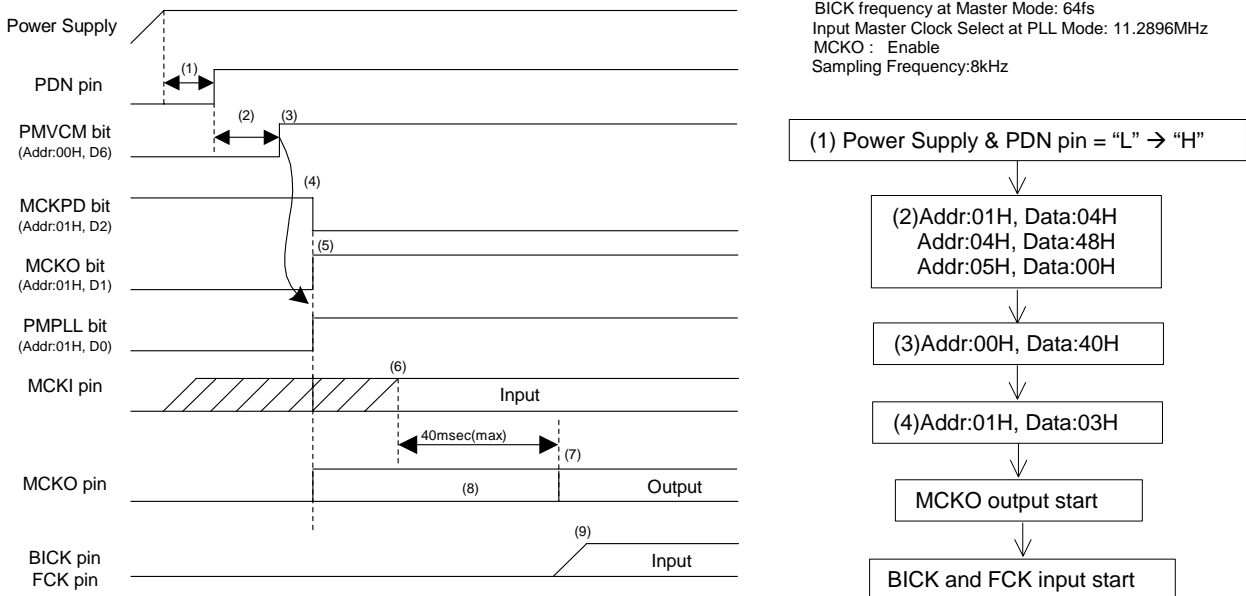 Power Supply
(1)
PDN pin
(2)
(3)
PMVCM bit
(Addr:00H, D6)
(4)
MCKPD bit
(Addr:01H, D2)
(5)
MCKO bit
(Addr:01H, D1)
PMPLL bit
(Addr:01H, D0)
(6)
MCKI pin
Input
40msec(max)
(7)
MCKO pin
(8)
Output
(9)
BICK pin
FCK pin
Input
BICK frequency at Master Mode: 64fs
Input Master Clock Select at PLL Mode: 11.2896MHz
MCKO : Enable
Sampling Frequency:8kHz
(1) Power Supply & PDN pin = “L” → “H”
(2)Addr:01H, Data:04H
Addr:04H, Data:48H
Addr:05H, Data:00H
(3)Addr:00H, Data:40H
(4)Addr:01H, Data:03H
MCKO output start
BICK and FCK input start